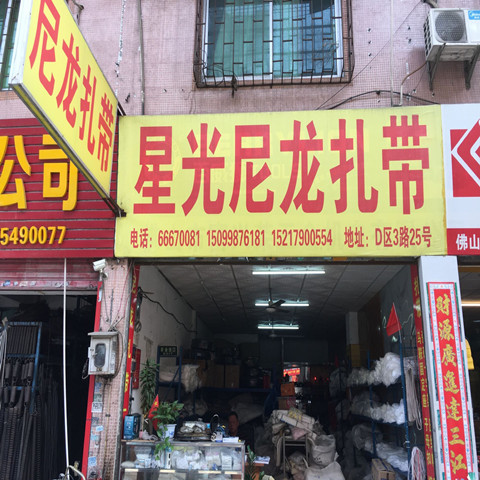 尼龙扎带
星光尼龙扎带
电话：66670081 15099876181 15217900554 地址：D区3路25号
公司
5490077
佛山
财源广进达三江